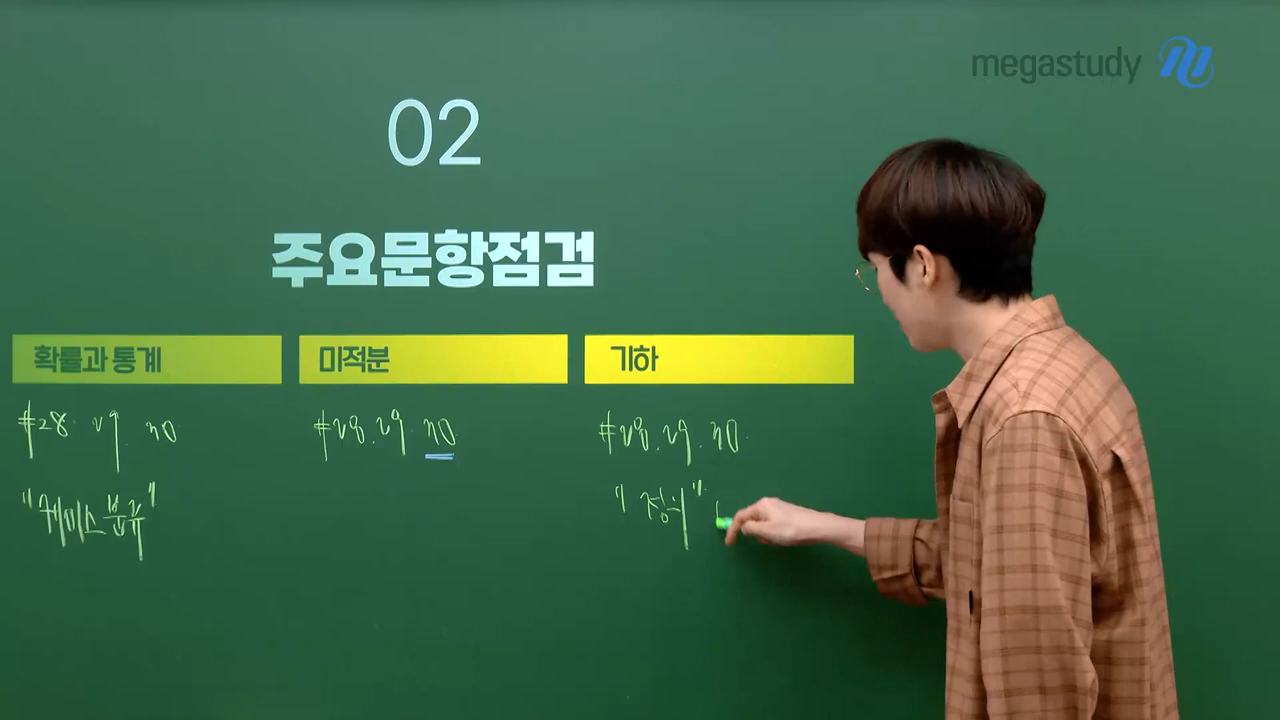 megastudy
02
주요문항점검
확률과 통계
미적분
기하
#28. 29. 30
#28. 29. 30
#28. 29. 30.
"케이스분류"
"정의"